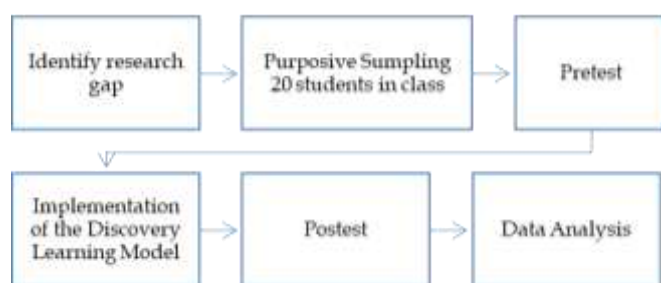 Identify research
gap
Purposive Sumpling
20 students in class
Pretest
Implementation
of the Discovery
Learning Model
Postest
Data Analysis